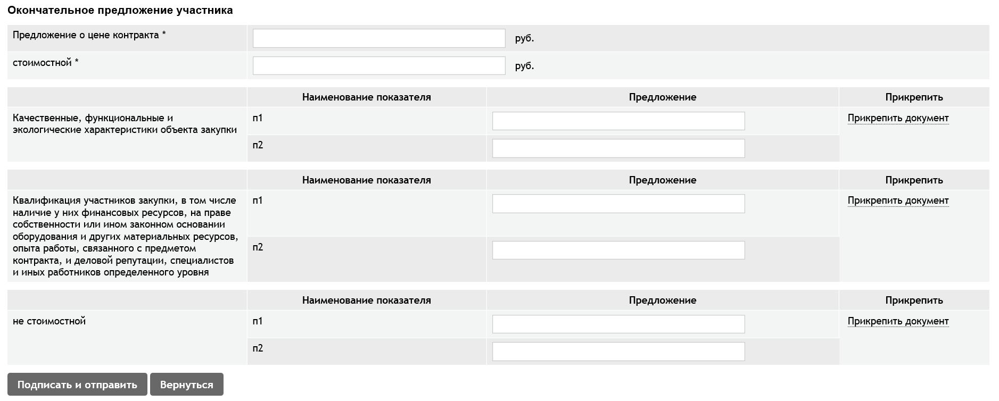 Окончательное предложение участника
Предложение о цене контракта *
руб.
стоимостной *
руб.
Наименование показателя
Предложение
Прикрепить
Качественные, функциональные и
экологические характеристики объекта закупки
п1
Прикрепить документ
п2
Наименование показателя
Предложение
Прикрепить
Квалификация участников закупки, в том числе
наличие у них финансовых ресурсов, на праве
собственности или ином законном основании
оборудования и других материальных ресурсов,
опыта работы, связанного с предметом
контракта, и деловой репутации, специалистов
и иных работников определенного уровня
п1
Прикрепить документ
п2
Наименование показателя
Предложение
Прикрепить
не стоимостной
п1
Прикрепить документ
п2
Подписать и отправить
Вернуться